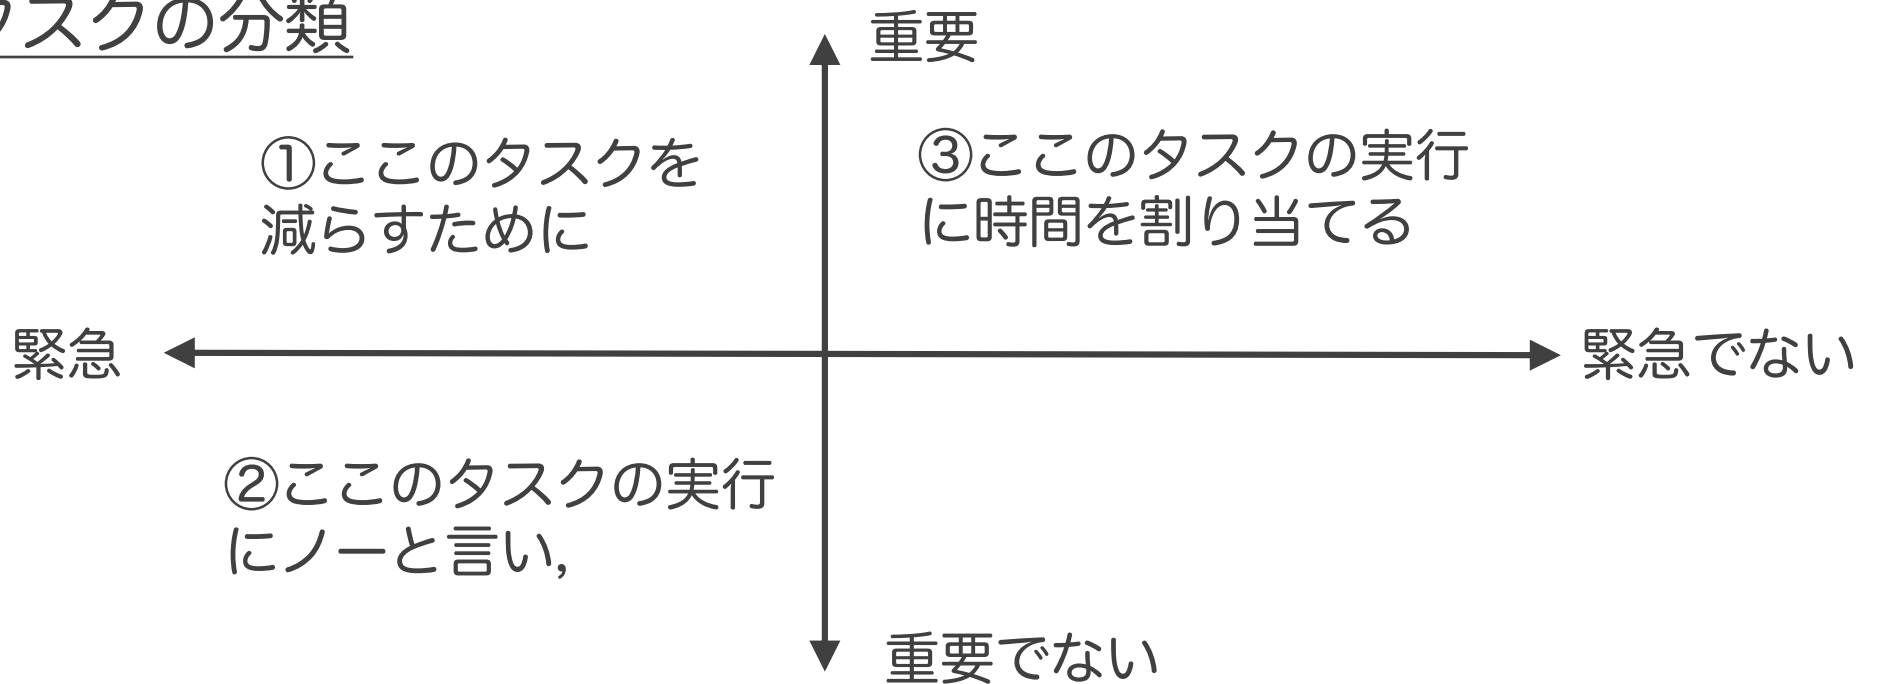 タスクの分類
重要
①ここのタスクを
減らすために
③ここのタスクの実行
に時間を割り当てる
緊急
緊急でない
②ここのタスクの実行
にノーと言い,
重要でない